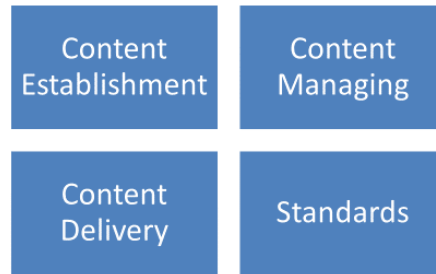 Content
Establishment
Content
Managing
Content
Delivery
Standards